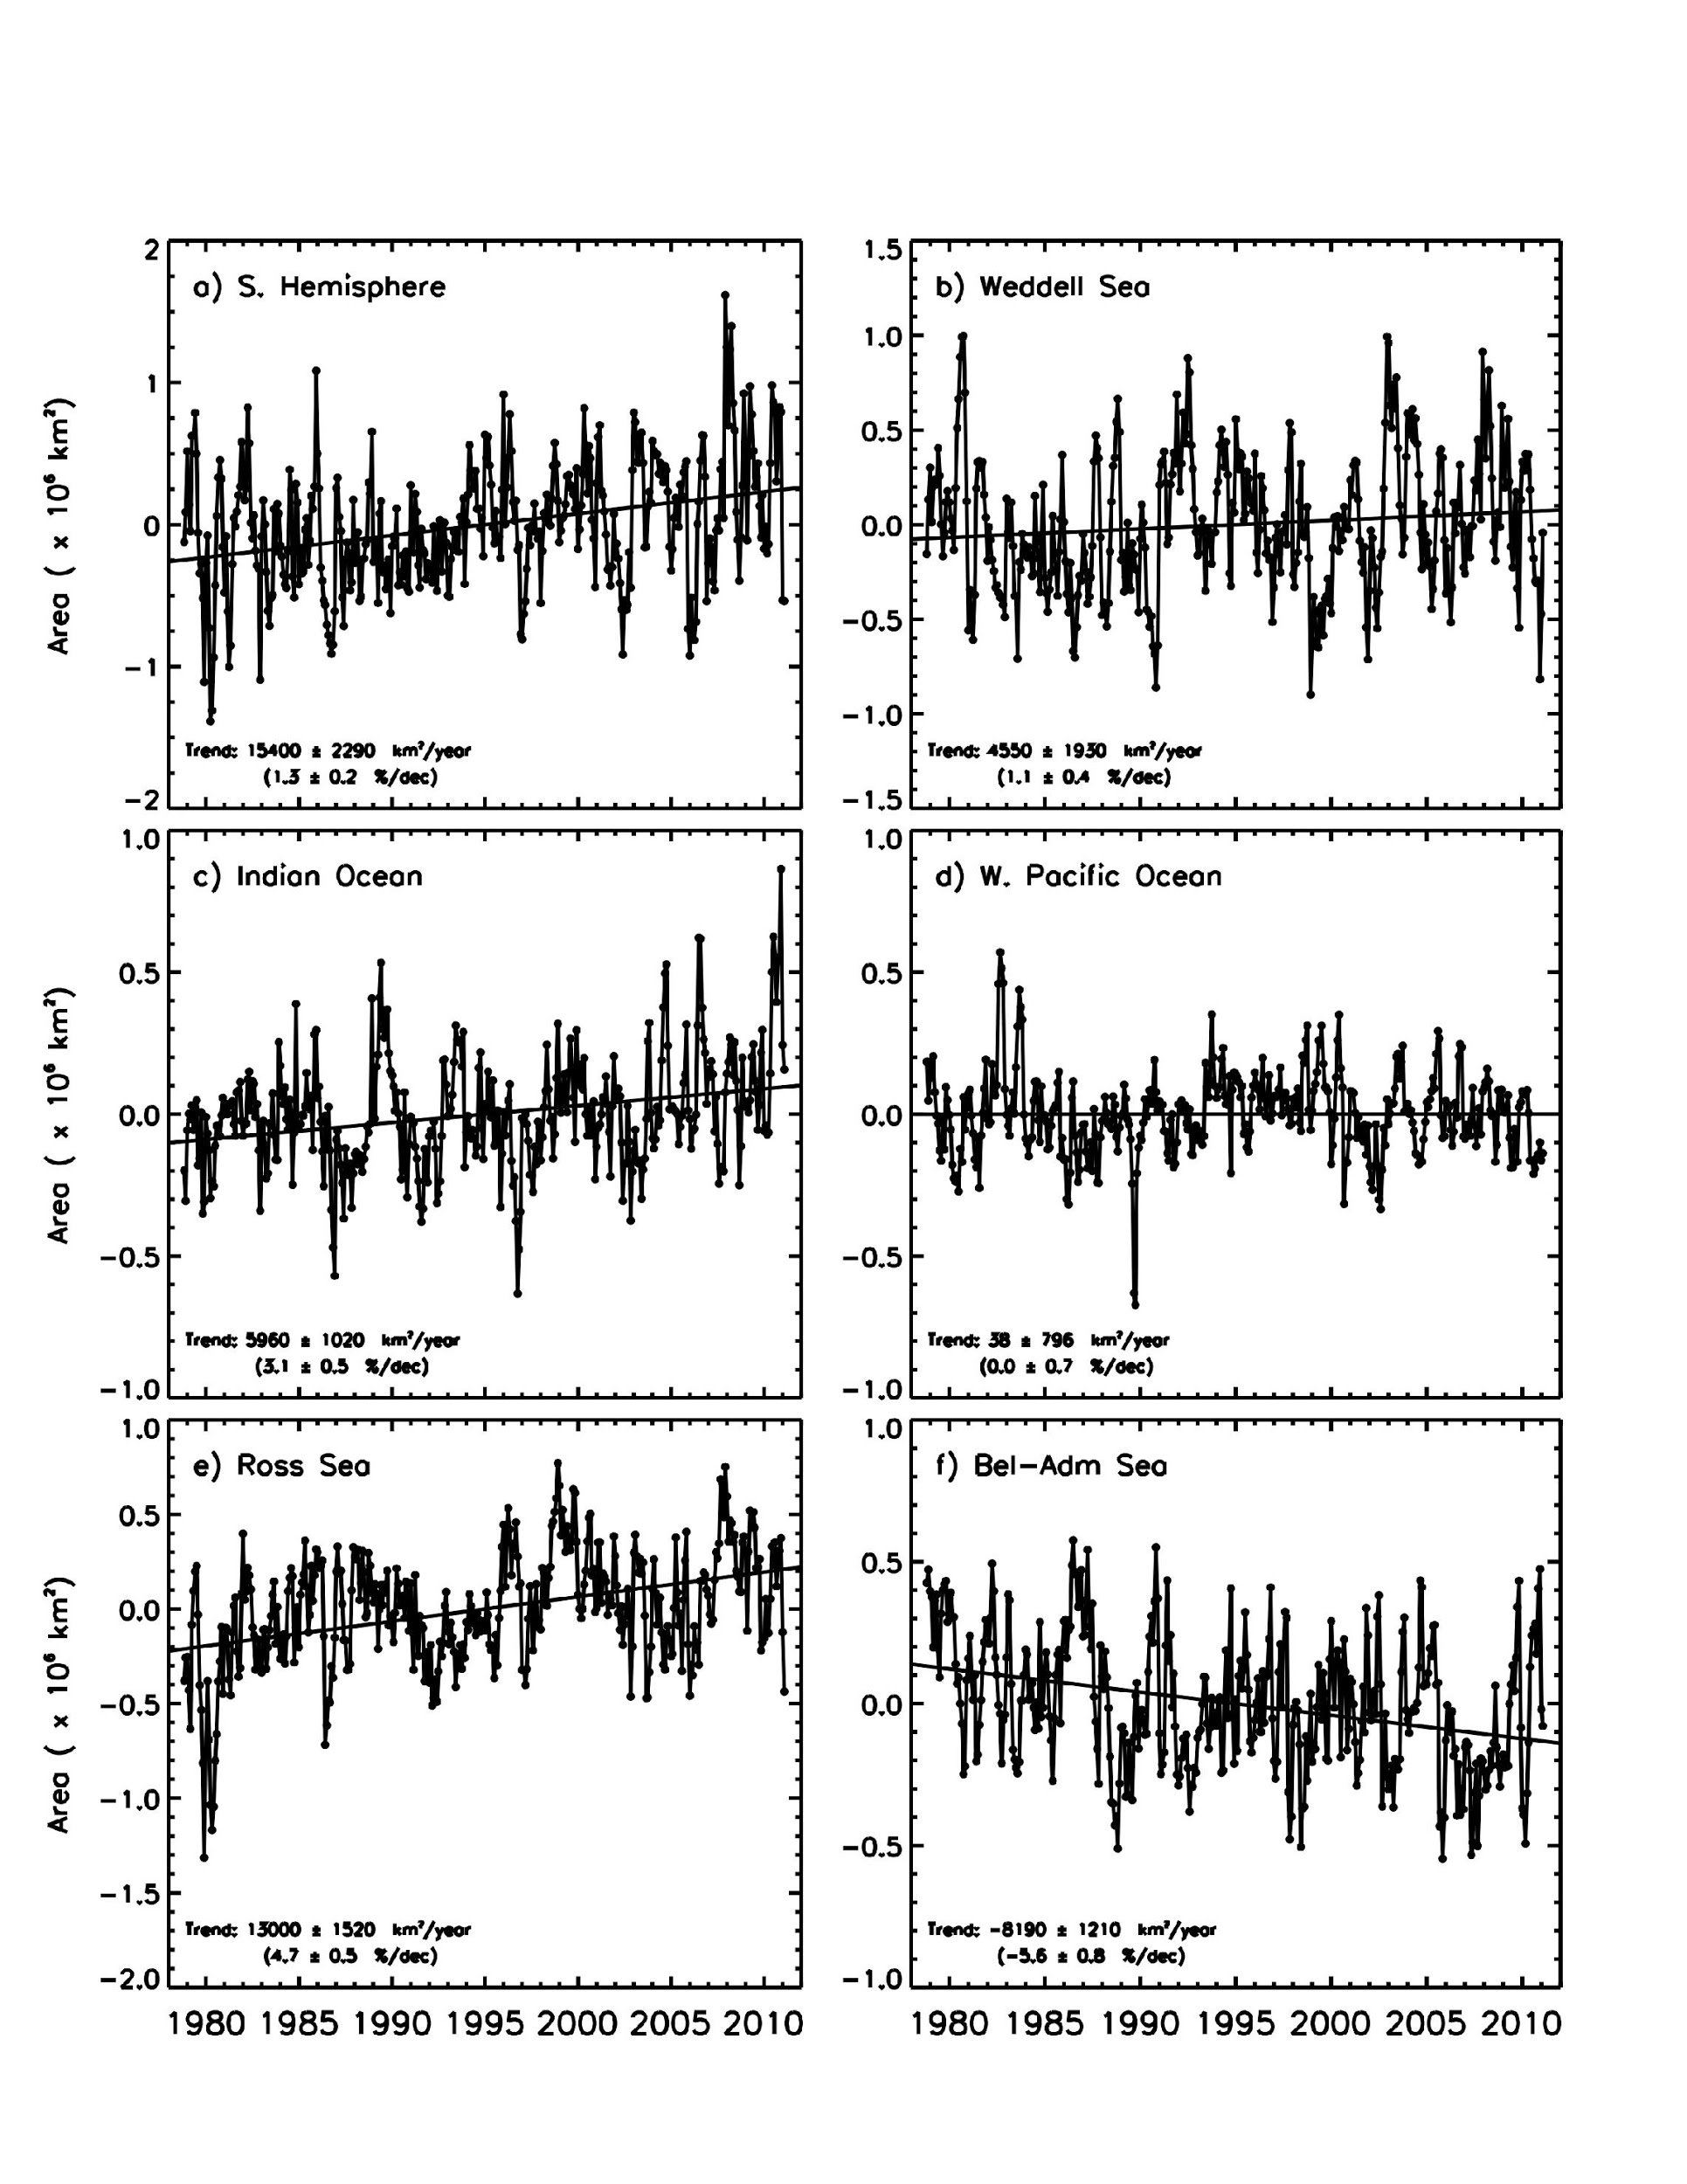 2
a) S. Hemisphere
1
0
−1
−2
Area ( × 10⁶ km²)
Trend: 15400 ± 2290 km²/year
(1.3 ± 0.2 %/dec)
1.5
b) Weddell Sea
1.0
0.5
0.0
−0.5
−1.0
−1.5
Trend: 4550 ± 1930 km²/year
(1.1 ± 0.4 %/dec)
1.0
c) Indian Ocean
0.5
0.0
−0.5
−1.0
Area ( × 10⁶ km²)
Trend: 5960 ± 1020 km²/year
(3.1 ± 0.5 %/dec)
1.0
d) W. Pacific Ocean
0.5
0.0
−0.5
−1.0
Trend: 38 ± 796 km²/year
(0.0 ± 0.7 %/dec)
1.0
e) Ross Sea
0.5
0.0
−0.5
−1.0
−1.5
−2.0
Area ( × 10⁶ km²)
Trend: 13000 ± 1520 km²/year
(4.7 ± 0.5 %/dec)
1980 1985 1990 1995 2000 2005 2010
1.0
f) Bel−Adm Sea
0.5
0.0
−0.5
−1.0
Trend: −8190 ± 1210 km²/year
(−5.6 ± 0.8 %/dec)
1980 1985 1990 1995 2000 2005 2010